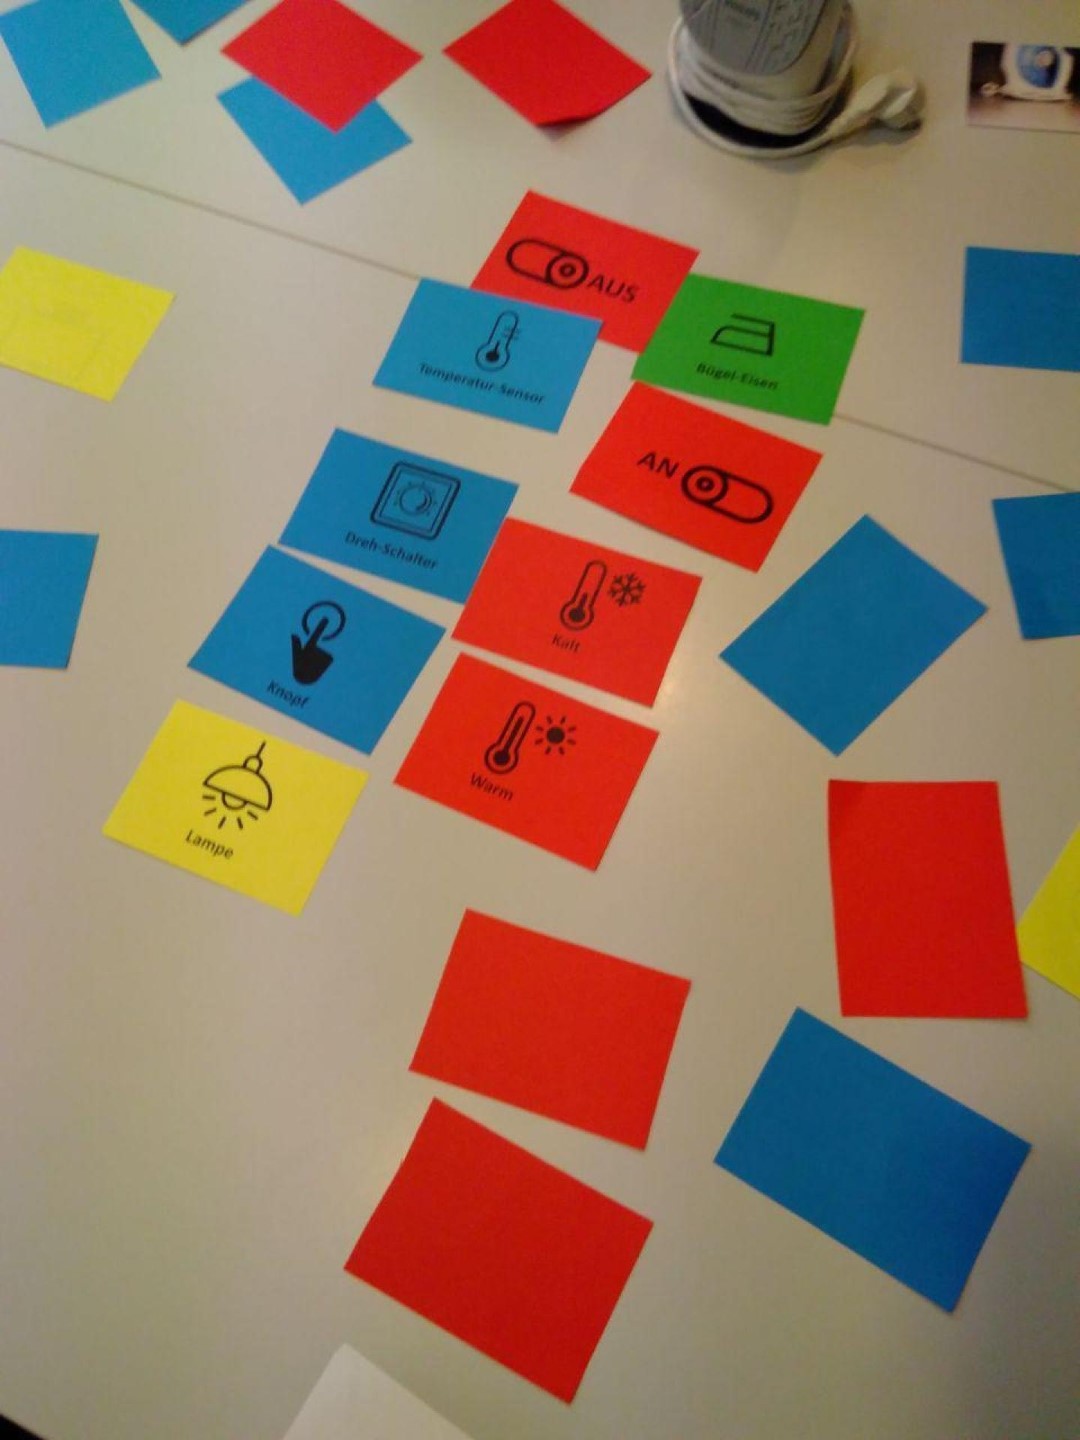 AUS
Temperatur-Sensor
Bügel-Eisen
AN
Dreh-Schalter
Kalt
Knopf
Warm
Lampe